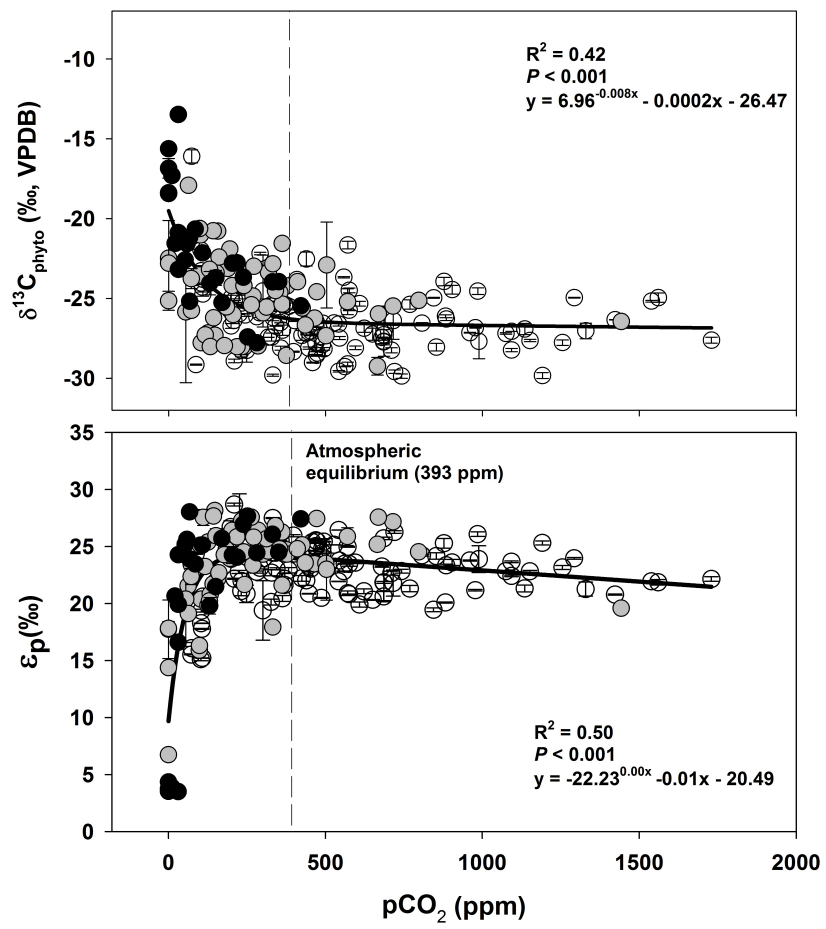 -10
-15
-20
-25
-30
δ¹³C_phyto (‰, VPDB)
R² = 0.42
P < 0.001
y = 6.96^-0.008x - 0.0002x - 26.47
35
30
25
20
15
10
5
0
εp(‰)
Atmospheric
equilibrium (393 ppm)
R² = 0.50
P < 0.001
y = -22.23^0.00x -0.01x - 20.49
0 500 1000 1500 2000
pCO₂ (ppm)